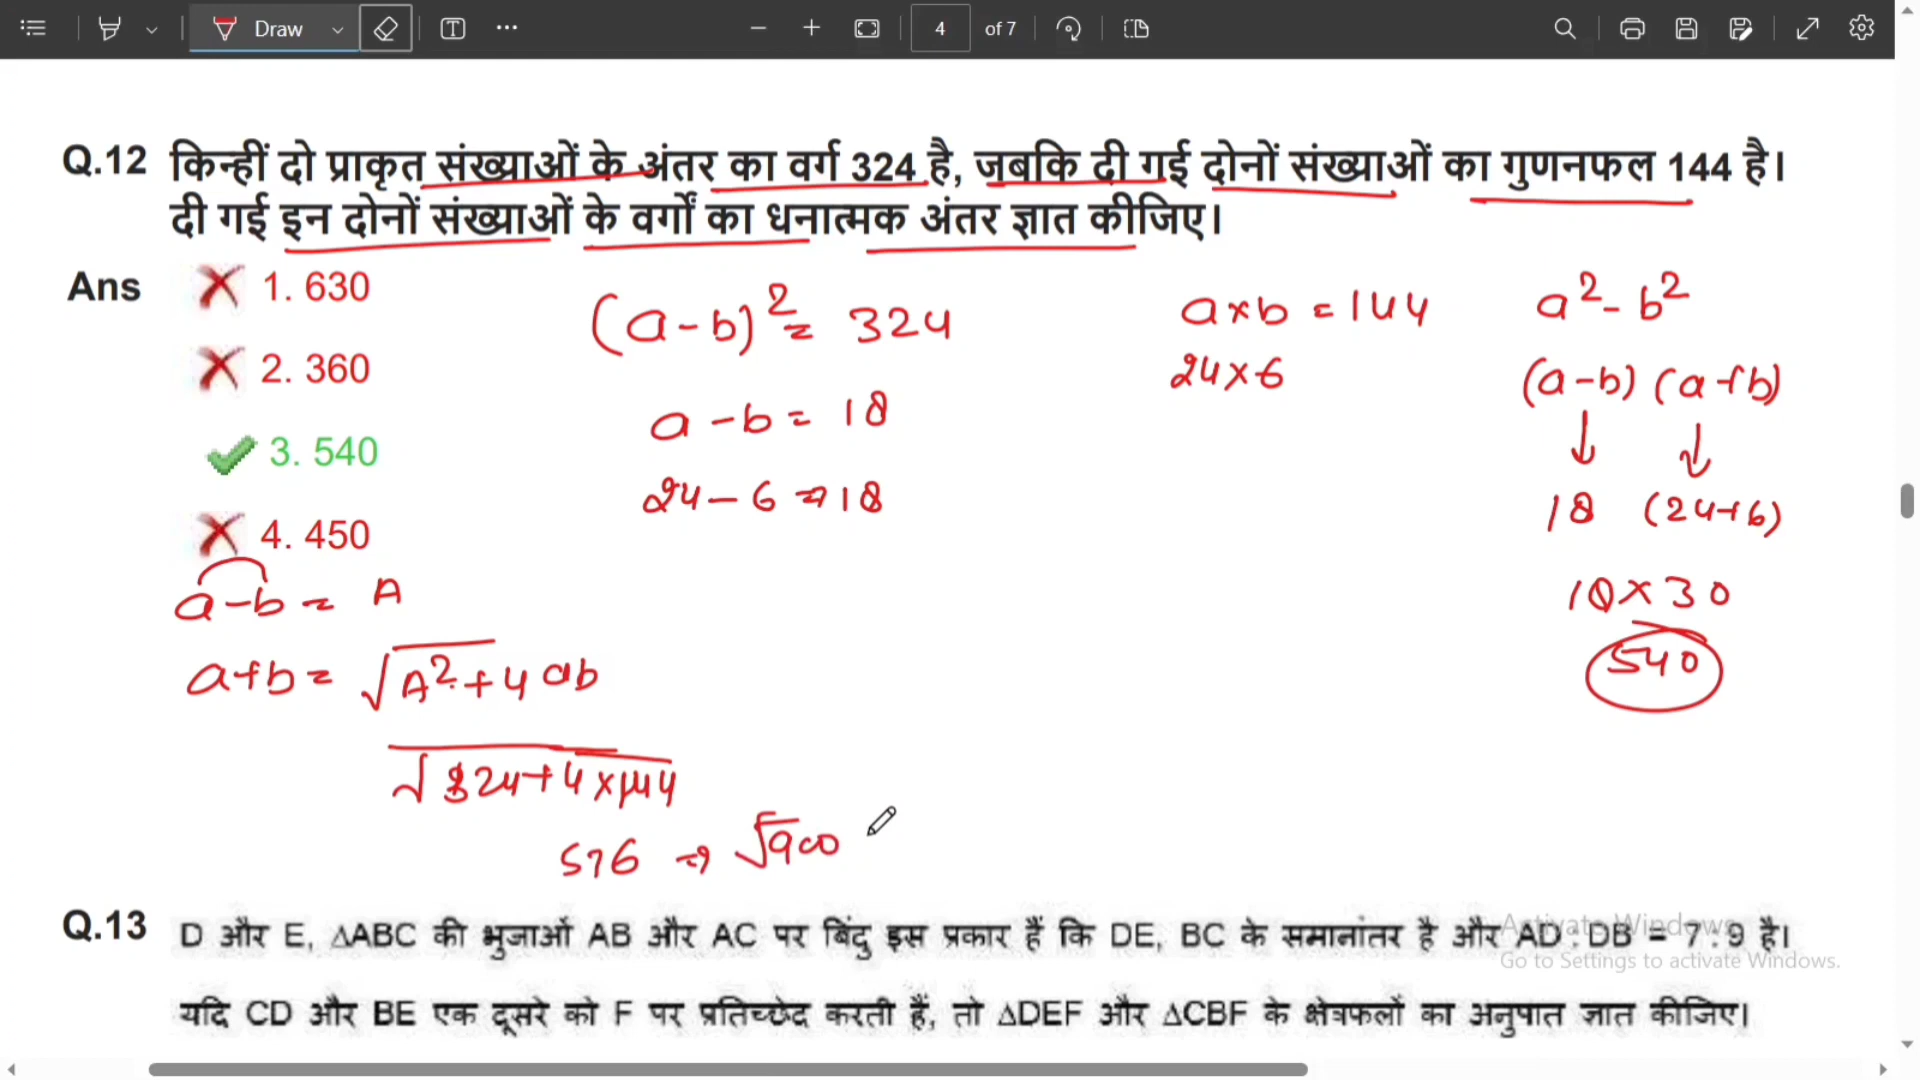 Draw
4 of 7
Q.12 किन्हीं दो प्राकृत संख्याओं के अंतर का वर्ग 324 है, जबकि दी गई दोनों संख्याओं का गुणनफल 144 है।
दी गई इन दोनों संख्याओं के वर्गों का धनात्मक अंतर ज्ञात कीजिए।
Ans 1. 630
2. 360
3. 540
4. 450
(a-b)² = 324
a-b = 18
24-6 ⇒ 18
a×b = 144
24×6
a²-b²
(a-b) (a+b)
↓ ↓
18 (24+6)
18×30
540
a-b = A
a+b = √A²+4ab
√324+4×144
576 ⇒ √900
Q.13 D और E, ΔABC की भुजाओं AB और AC पर बिंदु इस प्रकार हैं कि DE, BC के समानांतर है और AD : DB = 7 : 9 है।
यदि CD और BE एक दूसरे को F पर प्रतिच्छेद करती हैं, तो ΔDEF और ΔCBF के क्षेत्रफलों का अनुपात ज्ञात कीजिए।
Activate Windows
Go to Settings to activate Windows.